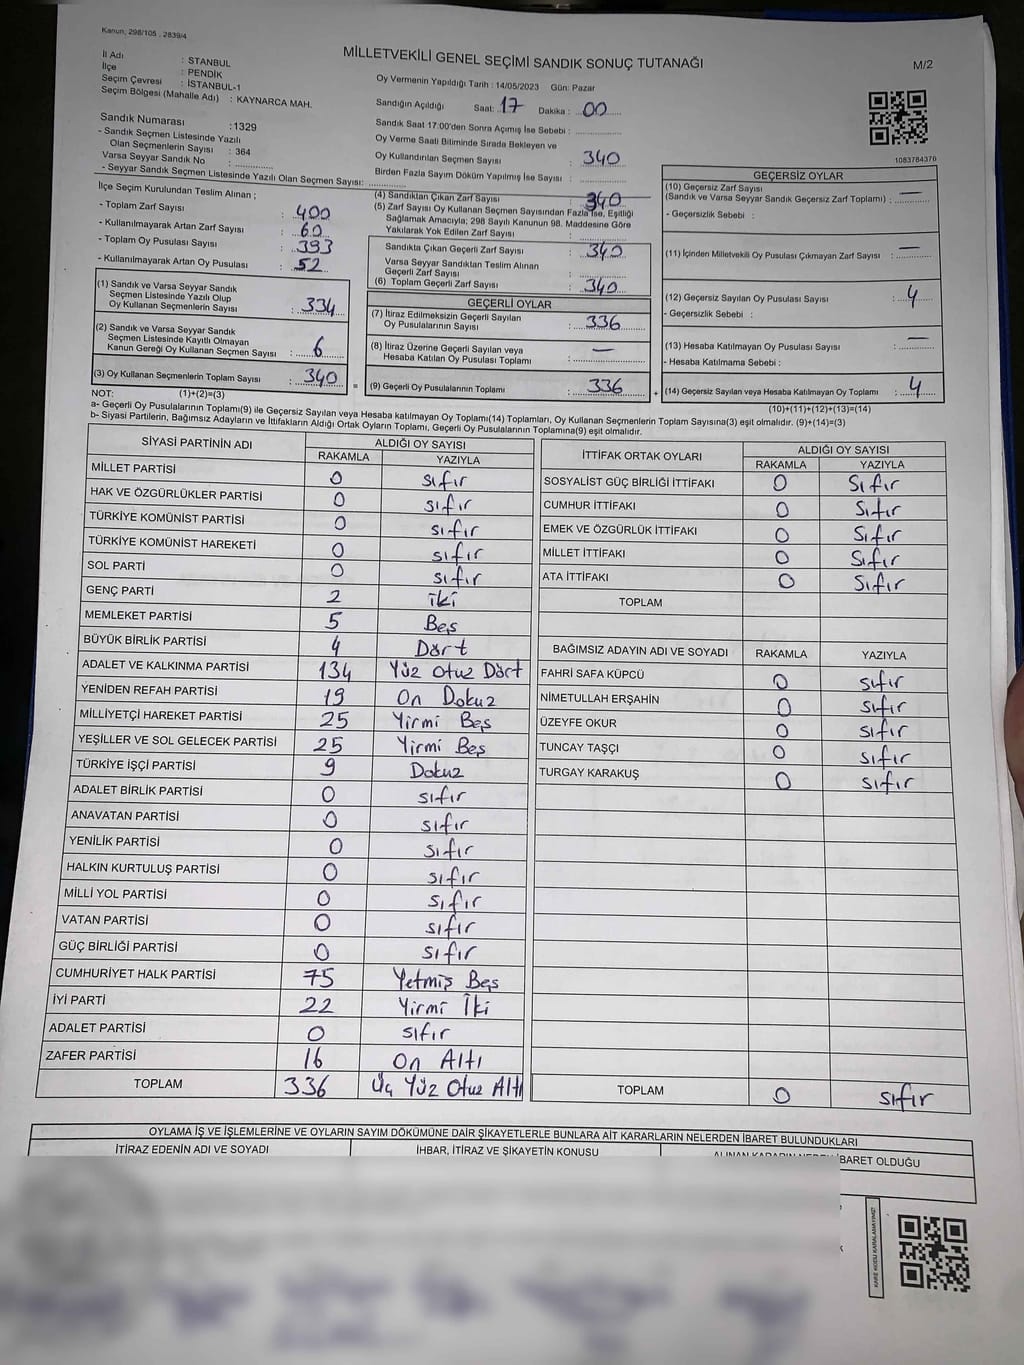 Kanun, 298/105 , 2839/4
MİLLETVEKİLİ GENEL SEÇİMİ SANDIK SONUÇ TUTANAĞI
M/2
İl Adı : STANBUL
İlçe : PENDİK
Seçim Çevresi : İSTANBUL-1
Seçim Bölgesi (Mahalle Adı) : KAYNARCA MAH.
Oy Vermenin Yapıldığı Tarih : 14/05/2023 Gün: Pazar
Sandığın Açıldığı Saat: 17 Dakika : 00
Sandık Saat 17:00'den Sonra Açımış İse Sebebi :
Sandık Numarası : 1329
- Sandık Seçmen Listesinde Yazılı
Olan Seçmenlerin Sayısı : 364
Varsa Seyyar Sandık No :
- Seyyar Sandık Seçmen Listesinde Yazılı Olan Seçmen Sayısı:
Oy Verme Saati Bitiminde Sırada Bekleyen ve
Oy Kullandırılan Seçmen Sayısı : 340
Birden Fazla Sayım Döküm Yapılmış İse Sayısı :
1083784376
İlçe Seçim Kurulundan Teslim Alınan ;
- Toplam Zarf Sayısı : 400
- Kullanılmayarak Artan Zarf Sayısı : 60
- Toplam Oy Pusulası Sayısı : 393
- Kullanılmayarak Artan Oy Pusulası : 52
(4) Sandıktan Çıkan Zarf Sayısı : 340
(5) Zarf Sayısı Oy Kullanan Seçmen Sayısından Fazla İse, Eşitliği
Sağlamak Amacıyla; 298 Sayılı Kanunun 98. Maddesine Göre
Yakılarak Yok Edilen Zarf Sayısı :
Sandıkta Çıkan Geçerli Zarf Sayısı : 340
Varsa Seyyar Sandıktan Teslim Alınan
Geçerli Zarf Sayısı :
(6) Toplam Geçerli Zarf Sayısı : 340
GEÇERSİZ OYLAR
(10) Geçersiz Zarf Sayısı
(Sandık ve Varsa Seyyar Sandık Geçersiz Zarf Toplamı) : —
- Geçersizlik Sebebi :
(11) İçinden Milletvekili Oy Pusulası Çıkmayan Zarf Sayısı : —
(12) Geçersiz Sayılan Oy Pusulası Sayısı : 4
- Geçersizlik Sebebi :
(13) Hesaba Katılmayan Oy Pusulası Sayısı : —
- Hesaba Katılmama Sebebi :
(14) Geçersiz Sayılan veya Hesaba Katılmayan Oy Toplamı : 4
(10)+(11)+(12)+(13)=(14)
(1) Sandık ve Varsa Seyyar Sandık
Seçmen Listesinde Yazılı Olup
Oy Kullanan Seçmenlerin Sayısı : 334
(2) Sandık ve Varsa Seyyar Sandık
Seçmen Listesinde Kayıtlı Olmayan
Kanun Gereği Oy Kullanan Seçmen Sayısı : 6
(3) Oy Kullanan Seçmenlerin Toplam Sayısı : 340 =
GEÇERLİ OYLAR
(7) İtiraz Edilmeksizin Geçerli Sayılan
Oy Pusulalarının Sayısı : 336
(8) İtiraz Üzerine Geçerli Sayılan veya
Hesaba Katılan Oy Pusulası Toplamı : —
(9) Geçerli Oy Pusulalarının Toplamı : 336 +
NOT: (1)+(2)=(3)
a- Geçerli Oy Pusulalarının Toplamı(9) ile Geçersiz Sayılan veya Hesaba katılmayan Oy Toplamı(14) Toplamları, Oy Kullanan Seçmenlerin Toplam Sayısına(3) eşit olmalıdır. (9)+(14)=(3)
b- Siyasi Partilerin, Bağımsız Adayların ve İttifakların Aldığı Ortak Oyların Toplamı, Geçerli Oy Pusulalarının Toplamına(9) eşit olmalıdır.
SİYASİ PARTİNİN ADI ALDIĞI OY SAYISI
RAKAMLA YAZIYLA
MİLLET PARTİSİ 0 sıfır
HAK VE ÖZGÜRLÜKLER PARTİSİ 0 sıfır
TÜRKİYE KOMÜNİST PARTİSİ 0 sıfır
TÜRKİYE KOMÜNİST HAREKETİ 0 sıfır
SOL PARTİ 0 sıfır
GENÇ PARTİ 2 iki
MEMLEKET PARTİSİ 5 Beş
BÜYÜK BİRLİK PARTİSİ 4 Dört
ADALET VE KALKINMA PARTİSİ 134 Yüz Otuz Dört
YENİDEN REFAH PARTİSİ 19 On Dokuz
MİLLİYETÇİ HAREKET PARTİSİ 25 Yirmi Beş
YEŞİLLER VE SOL GELECEK PARTİSİ 25 Yirmi Beş
TÜRKİYE İŞÇİ PARTİSİ 9 Dokuz
ADALET BİRLİK PARTİSİ 0 sıfır
ANAVATAN PARTİSİ 0 sıfır
YENİLİK PARTİSİ 0 sıfır
HALKIN KURTULUŞ PARTİSİ 0 sıfır
MİLLİ YOL PARTİSİ 0 sıfır
VATAN PARTİSİ 0 sıfır
GÜÇ BİRLİĞİ PARTİSİ 0 sıfır
CUMHURİYET HALK PARTİSİ 75 Yetmiş Beş
İYİ PARTİ 22 Yirmi İki
ADALET PARTİSİ 0 sıfır
ZAFER PARTİSİ 16 On Altı
TOPLAM 336 Üç Yüz Otuz Altı
İTTİFAK ORTAK OYLARI ALDIĞI OY SAYISI
RAKAMLA YAZIYLA
SOSYALİST GÜÇ BİRLİĞİ İTTİFAKI 0 Sıfır
CUMHUR İTTİFAKI 0 Sıfır
EMEK VE ÖZGÜRLÜK İTTİFAKI 0 Sıfır
MİLLET İTTİFAKI 0 Sıfır
ATA İTTİFAKI 0 Sıfır
TOPLAM
BAĞIMSIZ ADAYIN ADI VE SOYADI RAKAMLA YAZIYLA
FAHRİ SAFA KÜPCÜ 0 sıfır
NİMETULLAH ERŞAHİN 0 sıfır
ÜZEYFE OKUR 0 sıfır
TUNCAY TAŞÇI 0 sıfır
TURGAY KARAKUŞ 0 sıfır
TOPLAM 0 sıfır
OYLAMA İŞ VE İŞLEMLERİNE VE OYLARIN SAYIM DÖKÜMÜNE DAİR ŞİKAYETLERLE BUNLARA AİT KARARLARIN NELERDEN İBARET BULUNDUKLARI
İTİRAZ EDENİN ADI VE SOYADI İHBAR, İTİRAZ VE ŞİKAYETİN KONUSU ALINAN KARARIN NEDEN İBARET OLDUĞU
KARE KODU KARALAMAYINIZ